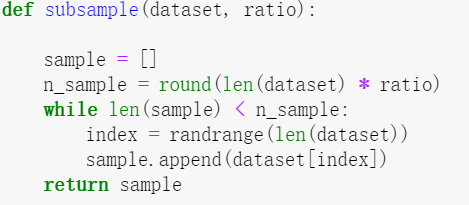 def subsample(dataset, ratio):
    sample = []
    n_sample = round(len(dataset) * ratio)
    while len(sample) < n_sample:
        index = randrange(len(dataset))
        sample.append(dataset[index])
    return sample